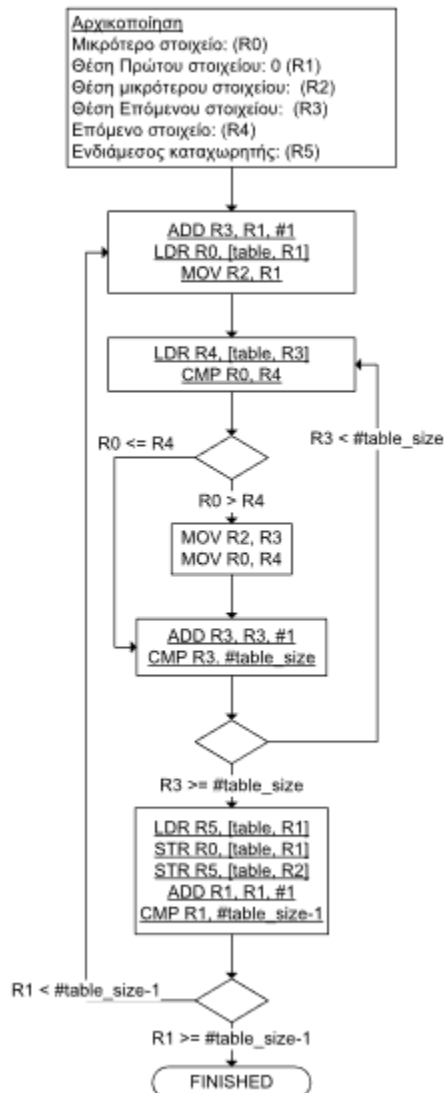 Αρχικοποίηση
Μικρότερο στοιχείο: (R0)
Θέση Πρώτου στοιχείου: 0 (R1)
Θέση μικρότερου στοιχείου:  (R2)
Θέση Επόμενου στοιχείου:  (R3)
Επόμενο στοιχείο: (R4)
Ενδιάμεσος καταχωρητής: (R5)
ADD R3, R1, #1
LDR R0, [table, R1]
MOV R2, R1
LDR R4, [table, R3]
CMP R0, R4
R3 < #table_size
R0 <= R4
R0 > R4
MOV R2, R3
MOV R0, R4
ADD R3, R3, #1
CMP R3, #table_size
R3 >= #table_size
LDR R5, [table, R1]
STR R0, [table, R1]
STR R5, [table, R2]
ADD R1, R1, #1
CMP R1, #table_size-1
R1 < #table_size-1
R1 >= #table_size-1
FINISHED